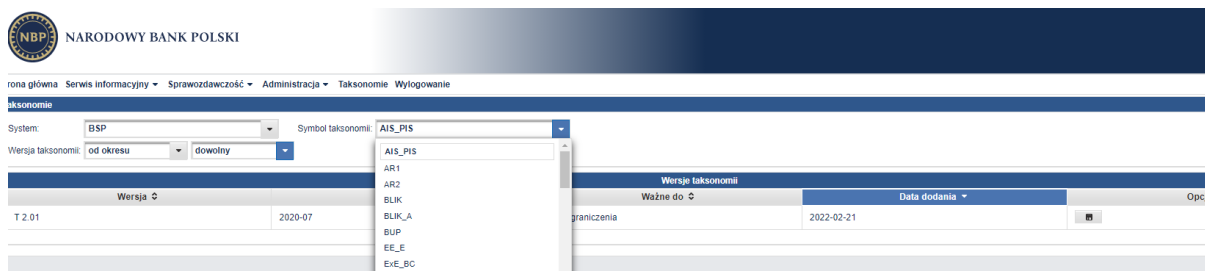 NBP NARODOWY BANK POLSKI
rona główna Serwis informacyjny Sprawozdawczość Administracja Taksonomie Wylogowanie
aksonomie
System: BSP Symbol taksonomii: AIS_PIS
Wersja taksonomii: od okresu dowolny
AIS_PIS
AR1
AR2
BLIK
BLIK_A
BUP
EE_E
ExE_BC
Wersje taksonomii
Wersja Ważne do Data dodania Opc
T 2.01 2020-07 graniczenia 2022-02-21